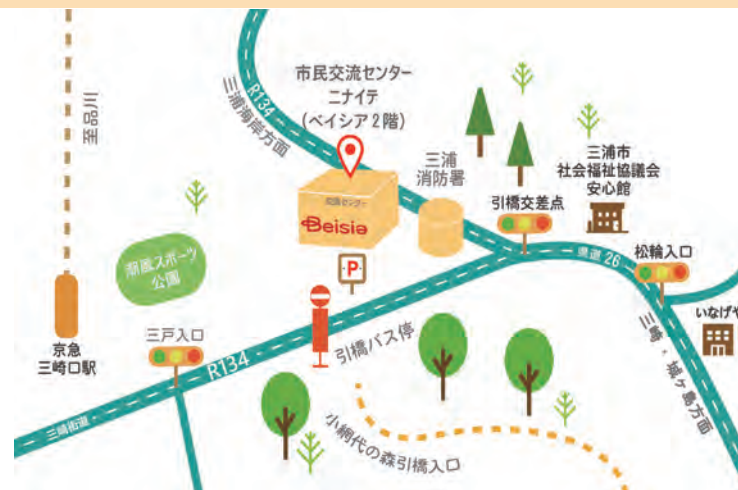 至品川
R134
三浦海岸方面
市民交流センター
ニナイテ
(ベイシア2階)
Beisia
三浦
消防署
三浦市
社会福祉協議会
安心館
引橋交差点
県道26
松輪入口
いなげや
三崎・城ヶ島方面
潮風スポーツ
公園
P
京急
三崎口駅
三戸入口
引橋バス停
R134
三崎街道
小網代の森引橋入口